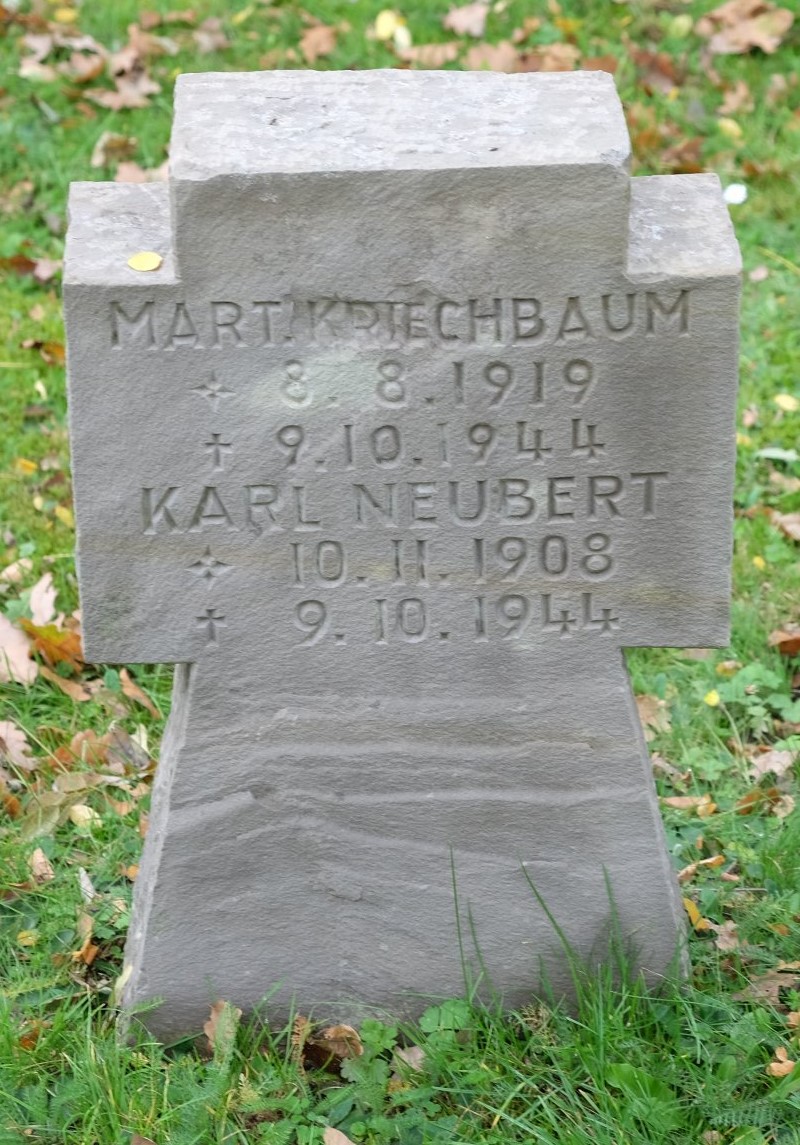 MART. KRIECHBAUM
✧ 8. 8. 1919
† 9. 10. 1944
KARL NEUBERT
✧ 10. 11. 1908
† 9. 10. 1944